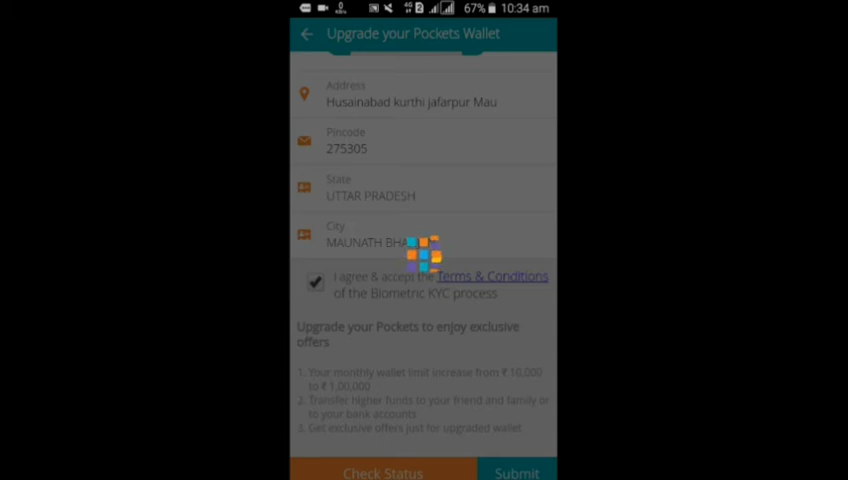 67% 10:34 am
Upgrade your Pockets Wallet
Address
Husainabad kurthi jafarpur Mau
Pincode
275305
State
UTTAR PRADESH
City
MAUNATH
I agree & accept the Terms & Conditions
of the Biometric KYC process
Upgrade your Pockets to enjoy exclusive
offers
1. Your monthly wallet limit increase from ₹ 10,000
to ₹ 1,00,000
2. Transfer higher funds to your friend and family or
to your bank accounts
3. Get exclusive offers just for upgraded wallet
Check Status Submit